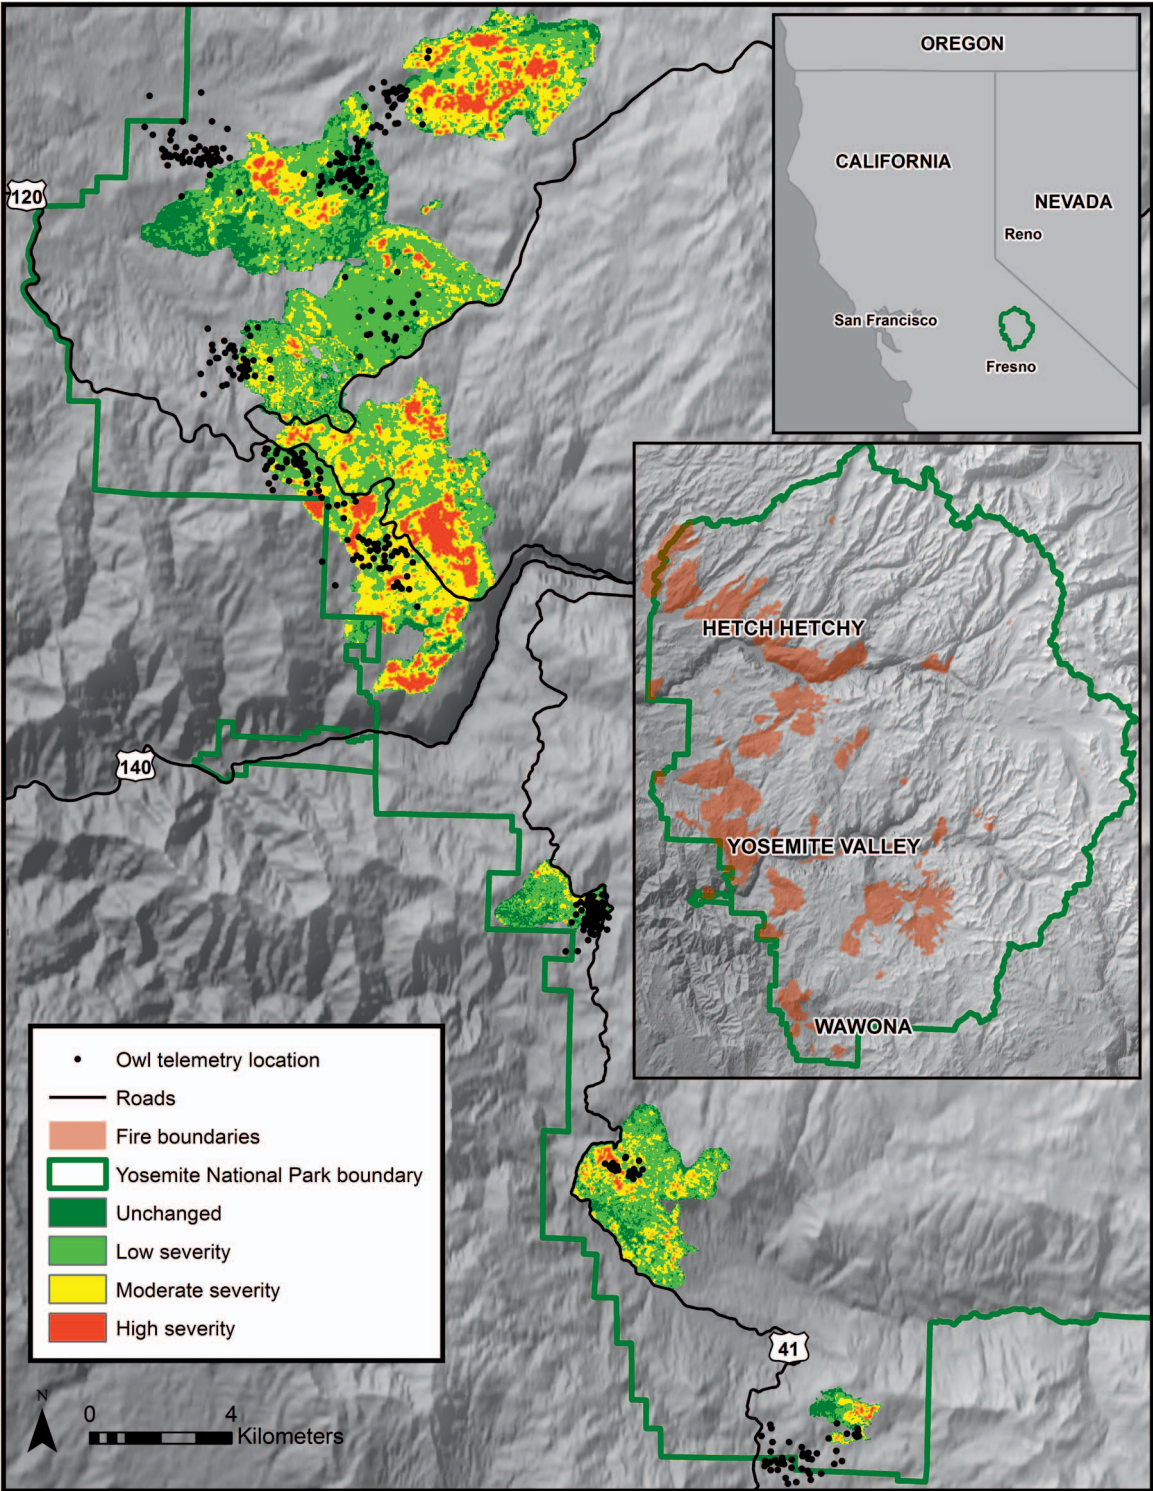 OREGON
CALIFORNIA
NEVADA
Reno
San Francisco
Fresno
120
HETCH HETCHY
YOSEMITE VALLEY
WAWONA
140
Owl telemetry location
Roads
Fire boundaries
Yosemite National Park boundary
Unchanged
Low severity
Moderate severity
High severity
41
N
0 4
Kilometers